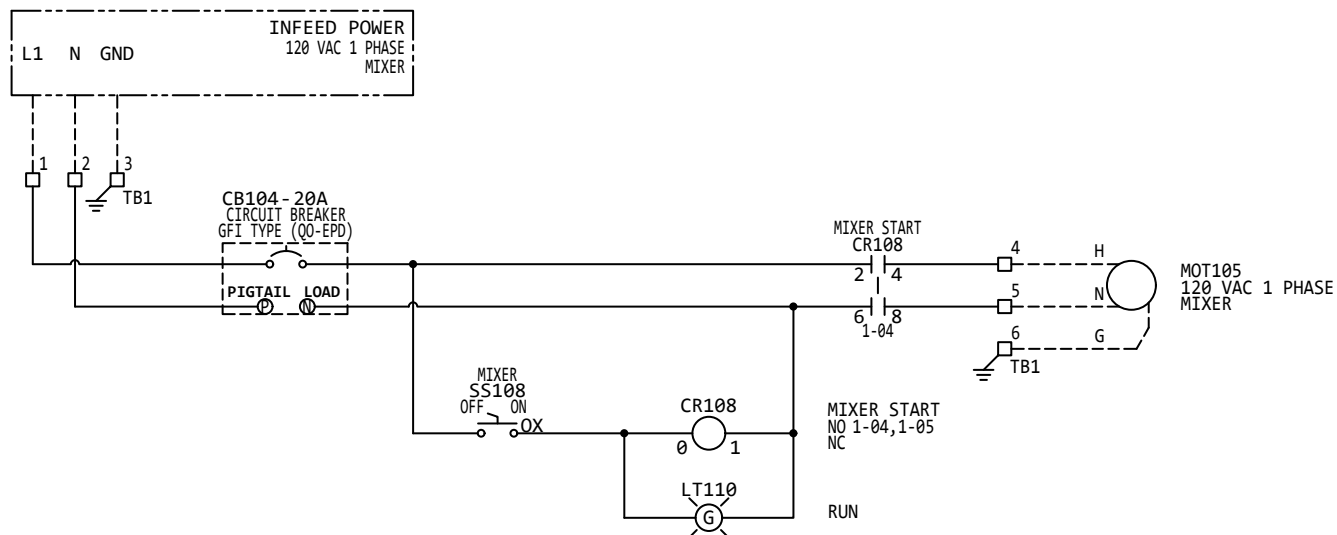 INFEED POWER
120 VAC 1 PHASE
MIXER
L1 N GND
1 2 3
TB1
CB104-20A
CIRCUIT BREAKER
GFI TYPE (QO-EPD)
PIGTAIL LOAD
P N
MIXER START
CR108
2 4
6 8
1-04
4 H
5 N
6 G
TB1
MOT105
120 VAC 1 PHASE
MIXER
MIXER
SS108
OFF ON
OX
CR108
0 1
MIXER START
NO 1-04,1-05
NC
LT110
G
RUN